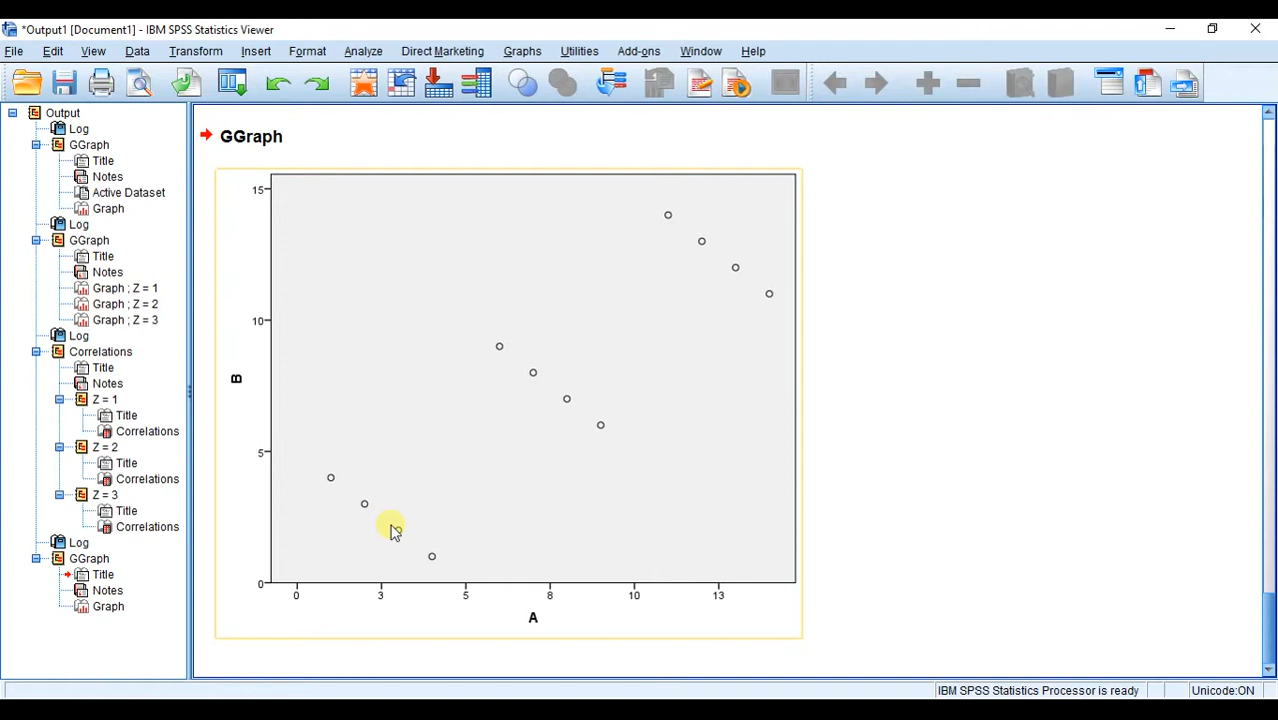 *Output1 [Document1] - IBM SPSS Statistics Viewer
File Edit View Data Transform Insert Format Analyze Direct Marketing Graphs Utilities Add-ons Window Help
Output
Log
GGraph
Title
Notes
Active Dataset
Graph
Log
GGraph
Title
Notes
Graph ; Z = 1
Graph ; Z = 2
Graph ; Z = 3
Log
Correlations
Title
Notes
Z = 1
Title
Correlations
Z = 2
Title
Correlations
Z = 3
Title
Correlations
Log
GGraph
Title
Notes
Graph
GGraph
15
10
B
5
0
0 3 5 8 10 13
A
IBM SPSS Statistics Processor is ready Unicode:ON